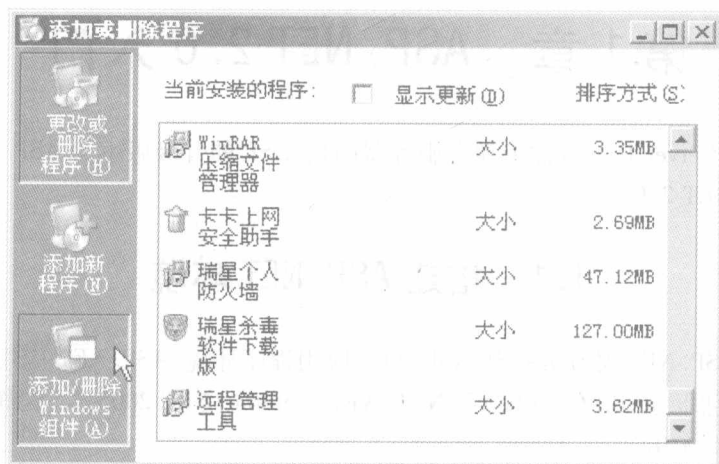 添加或删除程序
更改或
删除
程序(H)
添加新
程序(N)
添加/删除
Windows
组件(A)
当前安装的程序:
显示更新(D)
排序方式(S)
WinRAR
压缩文件
管理器
大小
3.35MB
卡卡上网
安全助手
大小
2.69MB
瑞星个人
防火墙
大小
47.12MB
瑞星杀毒
软件下载
版
大小
127.00MB
远程管理
工具
大小
3.62MB